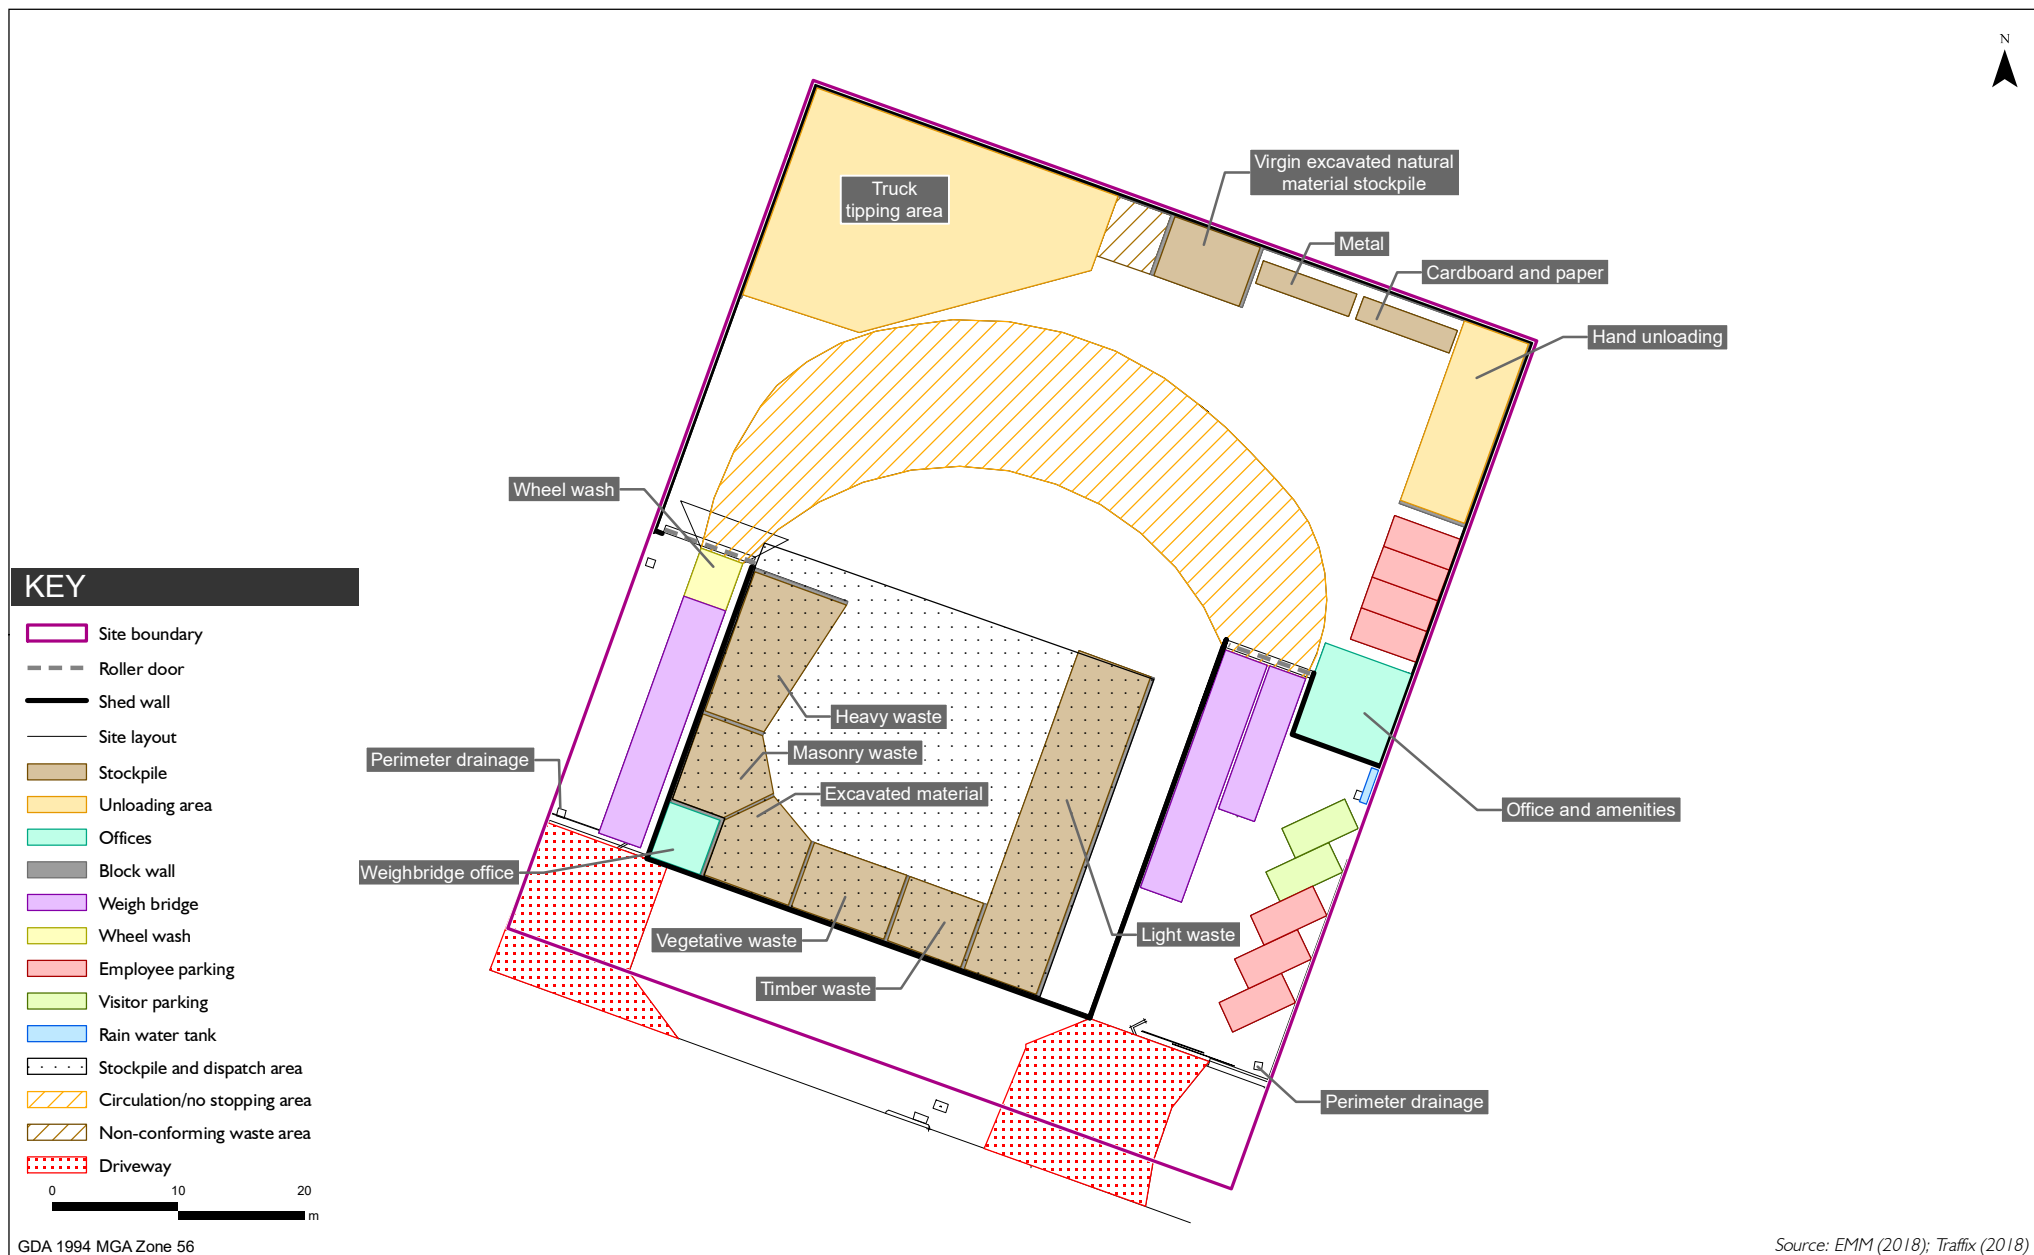 N
Virgin excavated natural
material stockpile
Truck
tipping area
Metal
Cardboard and paper
Hand unloading
Wheel wash
Heavy waste
Masonry waste
Perimeter drainage
Excavated material
Office and amenities
Weighbridge office
Vegetative waste
Light waste
Timber waste
Perimeter drainage
KEY
Site boundary
Roller door
Shed wall
Site layout
Stockpile
Unloading area
Offices
Block wall
Weigh bridge
Wheel wash
Employee parking
Visitor parking
Rain water tank
Stockpile and dispatch area
Circulation/no stopping area
Non-conforming waste area
Driveway
0 10 20
m
GDA 1994 MGA Zone 56
Source: EMM (2018); Traffix (2018)